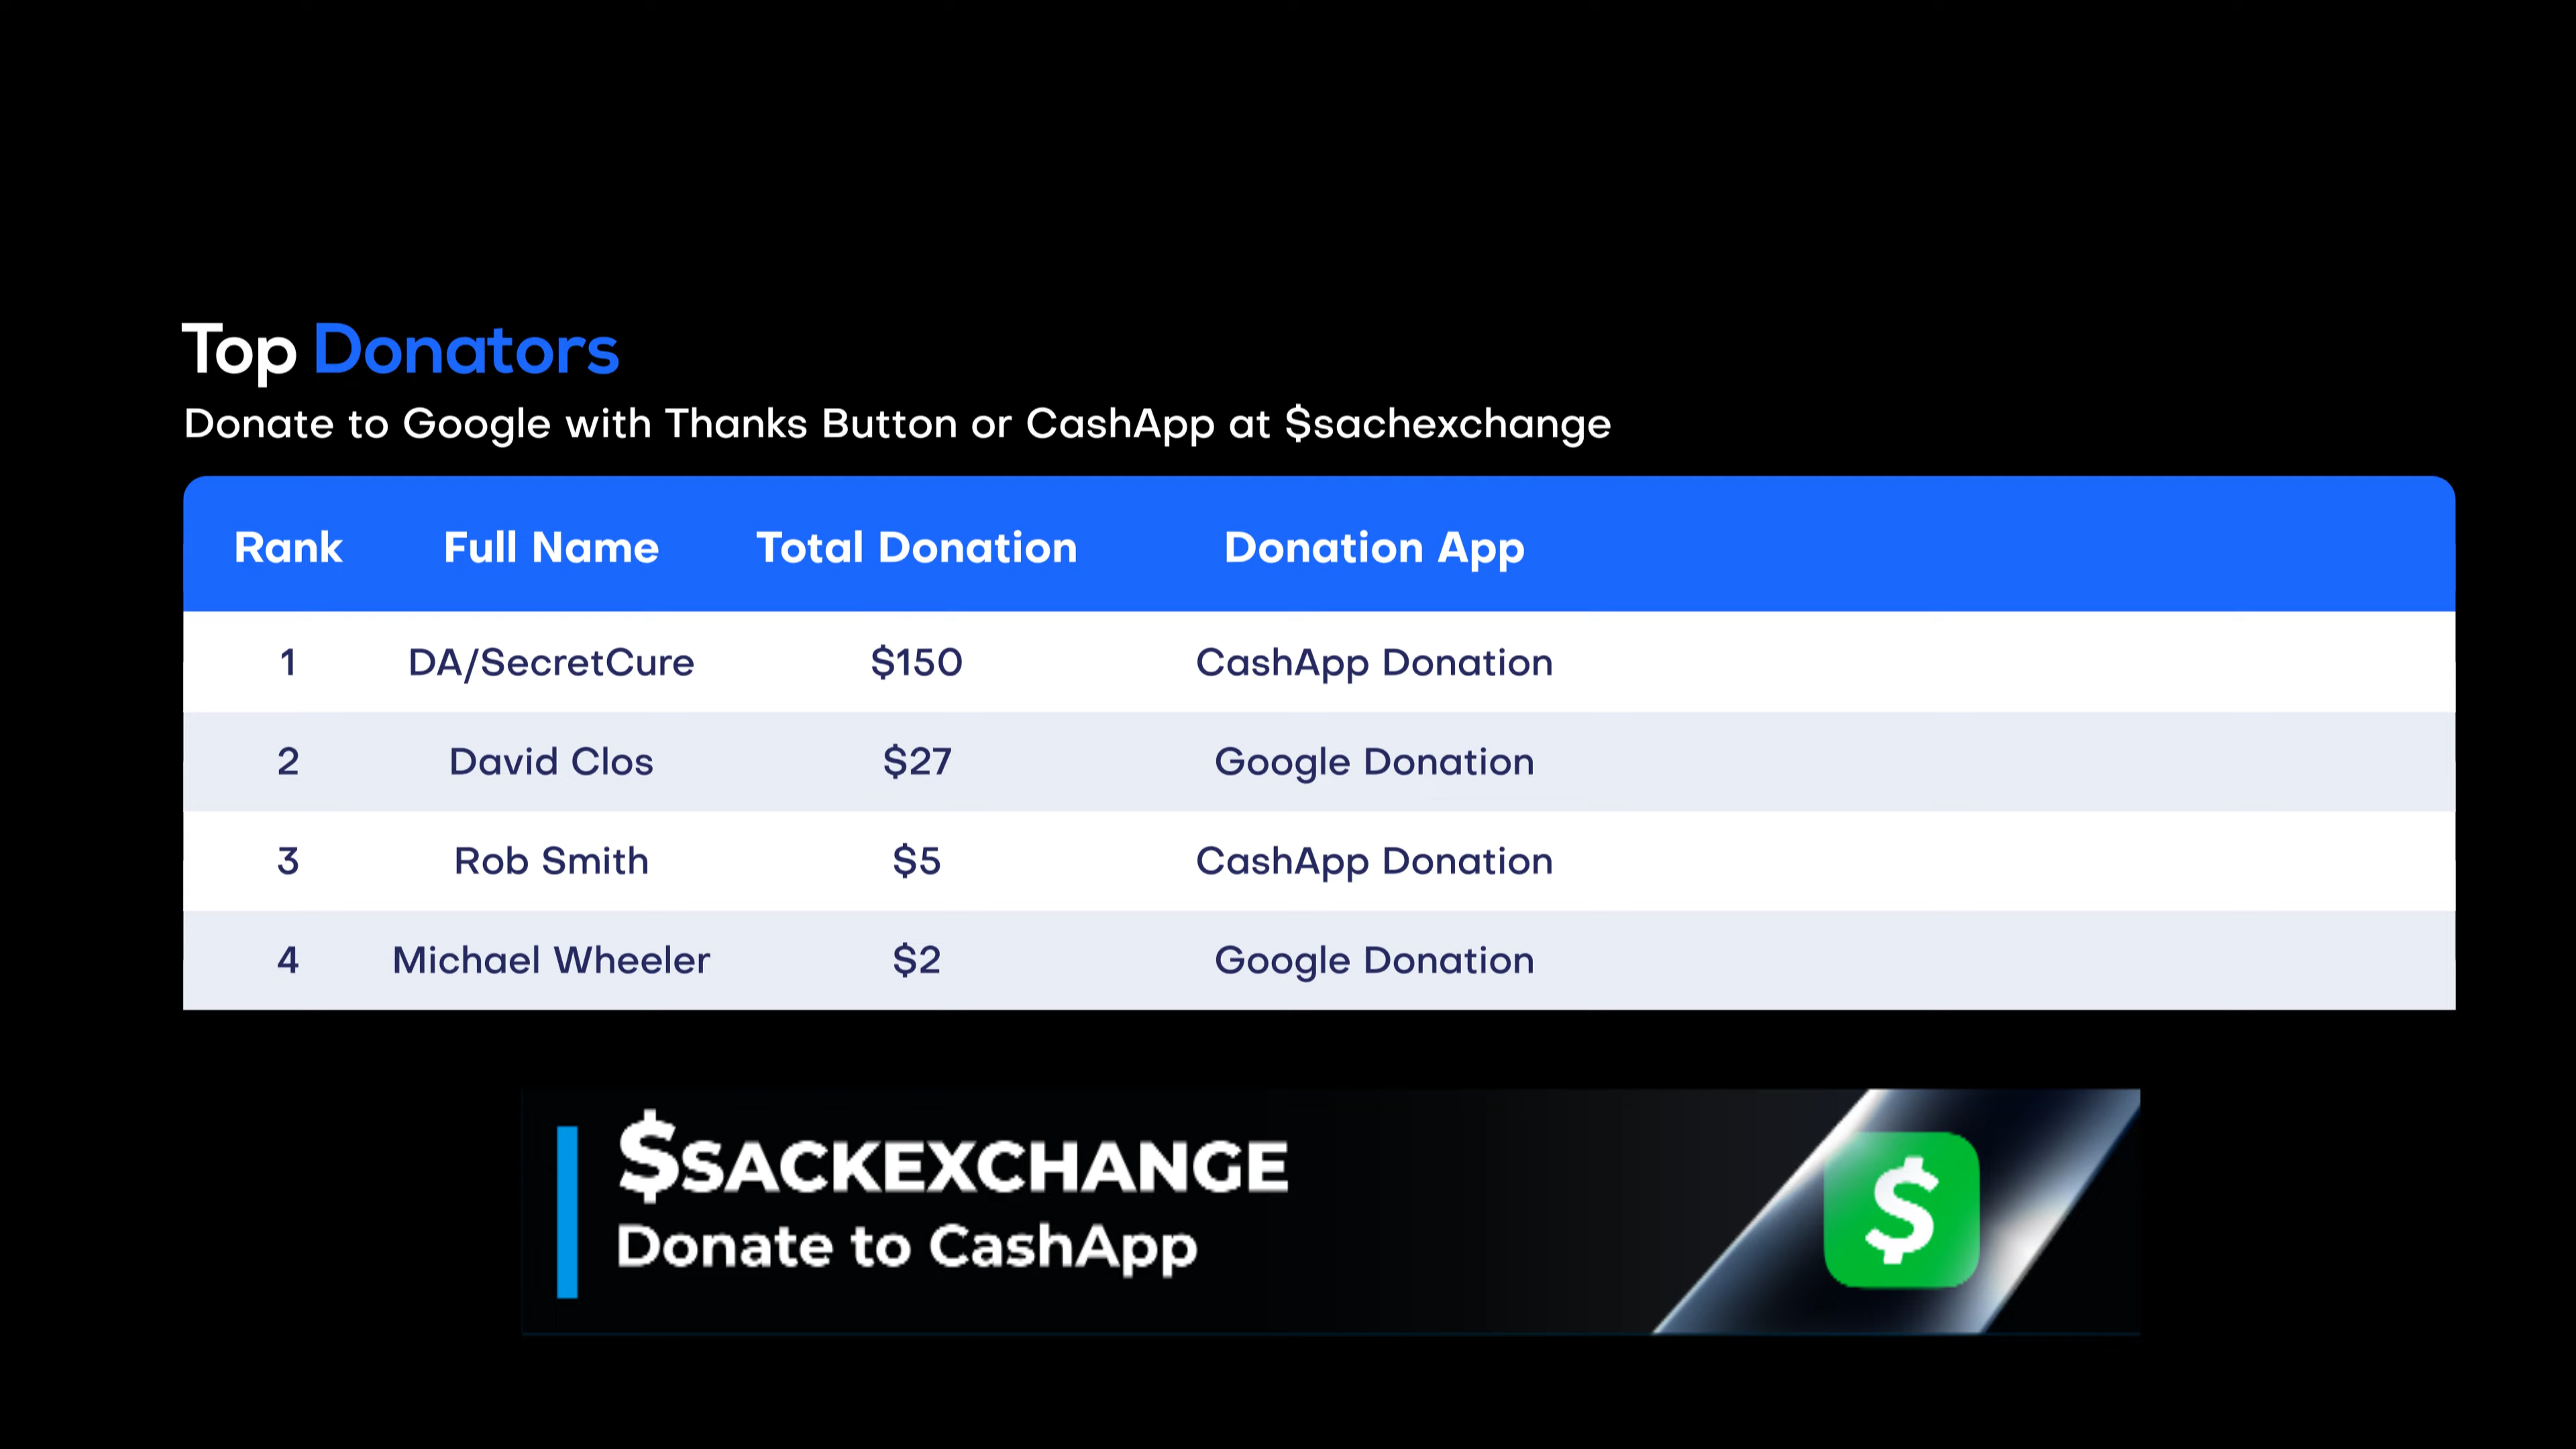 Top Donators
Donate to Google with Thanks Button or CashApp at $sachexchange
Rank Full Name Total Donation Donation App
1 DA/SecretCure $150 CashApp Donation
2 David Clos $27 Google Donation
3 Rob Smith $5 CashApp Donation
4 Michael Wheeler $2 Google Donation
$SACKEXCHANGE
Donate to CashApp
$